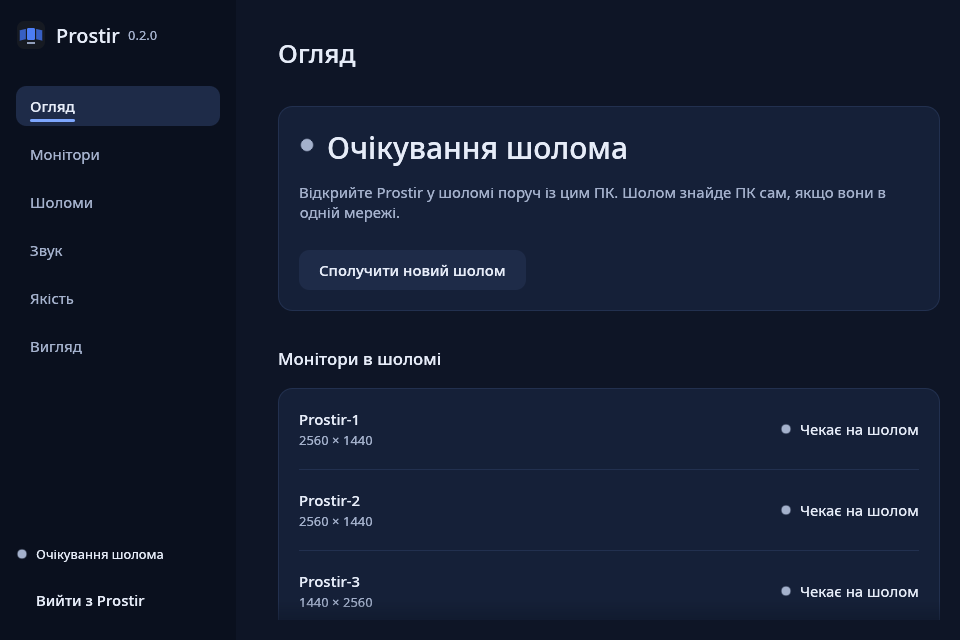 Prostir 0.2.0
Огляд
Монітори
Шоломи
Звук
Якість
Вигляд
Очікування шолома
Вийти з Prostir
Огляд
Очікування шолома
Відкрийте Prostir у шоломі поруч із цим ПК. Шолом знайде ПК сам, якщо вони в
одній мережі.
Сполучити новий шолом
Монітори в шоломі
Prostir-1
2560 × 1440
Чекає на шолом
Prostir-2
2560 × 1440
Чекає на шолом
Prostir-3
1440 × 2560
Чекає на шолом